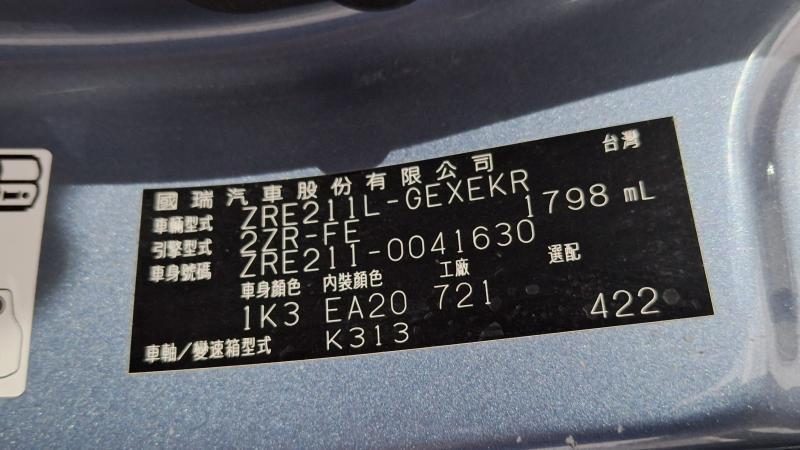 國瑞汽車股份有限公司 台灣
車輛型式 ZRE211L-GEXEKR
引擎型式 2ZR-FE 1798 mL
車身號碼 ZRE211-0041630
車身顏色 內裝顏色 工廠 選配
1K3 EA20 721 422
車軸/變速箱型式 K313